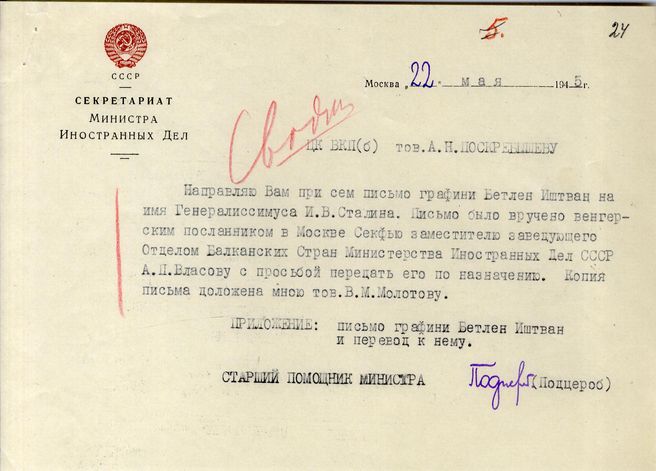 5. 24
СССР
СЕКРЕТАРИАТ
МИНИСТРА
ИНОСТРАННЫХ ДЕЛ
Москва „22" мая 1945г.
ЦК ВКП(б) тов.А.Н.ПОСКРЕБЫШЕВУ
Направляю Вам при сем письмо графини Бетлен Иштван на
имя Генералиссимуса И.В.Сталина. Письмо было вручено венгер-
ским посланником в Москве Секфью заместителю заведующего
Отделом Балканских Стран Министерства Иностранных Дел СССР
А.П.Власову с просьбой передать его по назначению. Копия
письма доложена мною тов.В.М.Молотову.
ПРИЛОЖЕНИЕ: письмо графини Бетлен Иштван
и перевод к нему.
СТАРШИЙ ПОМОЩНИК МИНИСТРА (Подцероб)